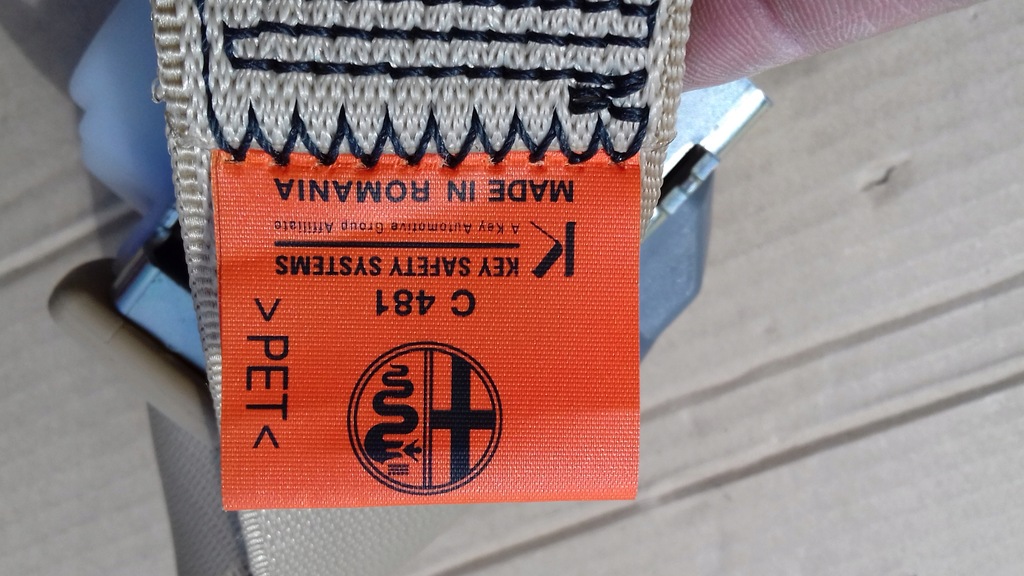 C 481
KEY SAFETY SYSTEMS
A Key Automotive Group Affiliate
MADE IN ROMANIA
>PET<